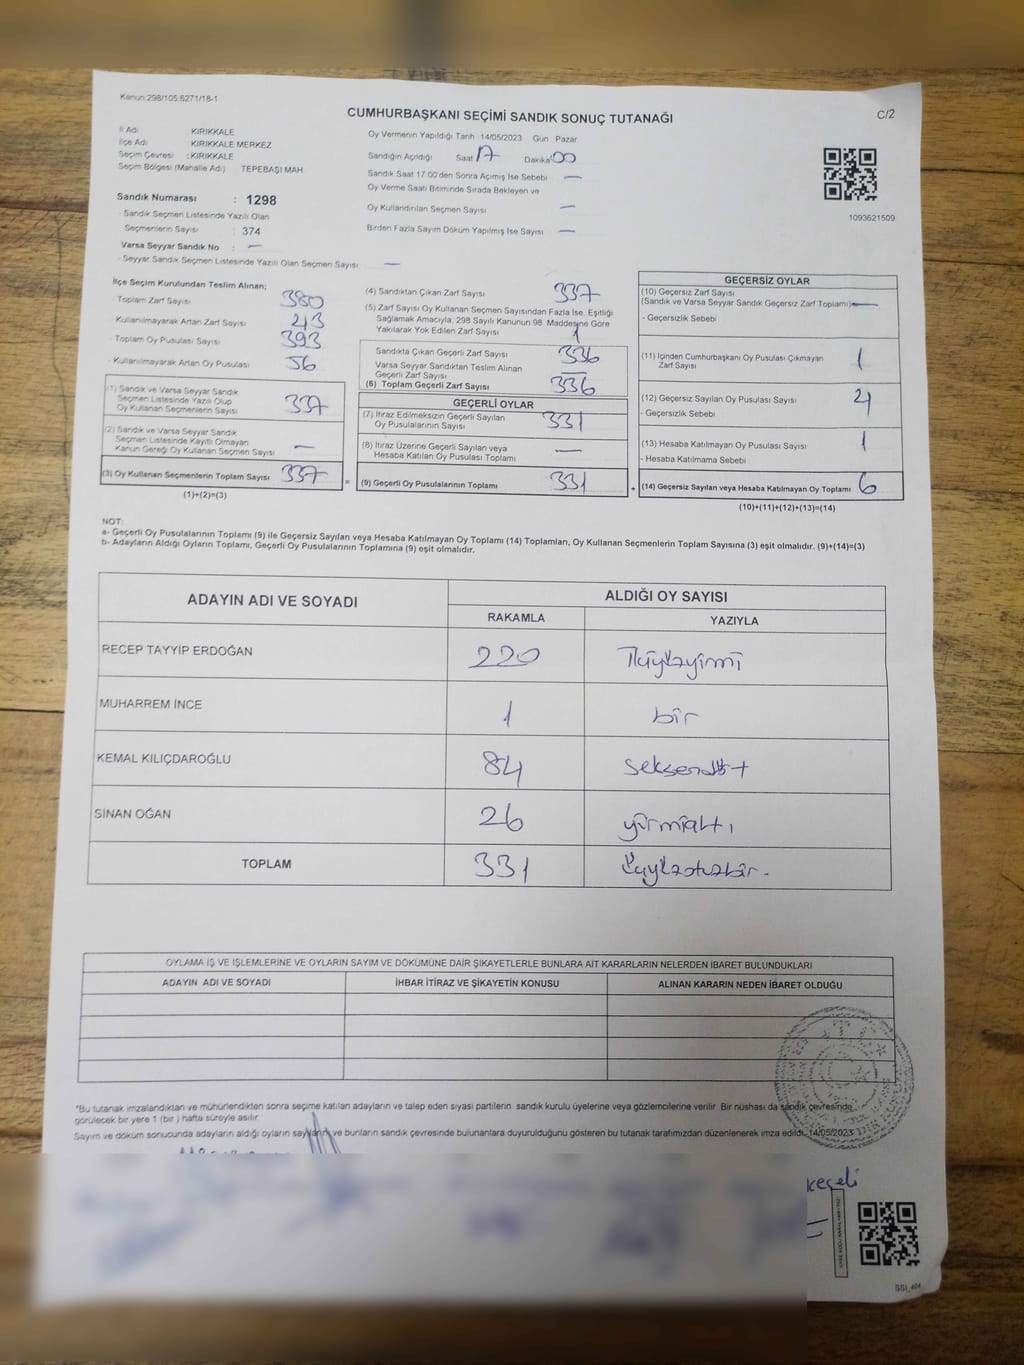 Kanun:298/105;6271/18-1
C/2
CUMHURBAŞKANI SEÇİMİ SANDIK SONUÇ TUTANAĞI
İl Adı KIRIKKALE
İlçe Adı KIRIKKALE MERKEZ
Seçim Çevresi : KIRIKKALE
Seçim Bölgesi (Mahalle Adı) TEPEBAŞI MAH
Sandık Numarası : 1298
Sandık Seçmen Listesinde Yazılı Olan
Seçmenlerin Sayısı : 374
Varsa Seyyar Sandık No : —
Seyyar Sandık Seçmen Listesinde Yazılı Olan Seçmen Sayısı —
Oy Vermenin Yapıldığı Tarih 14/05/2023 Gün Pazar
Sandığın Açıldığı Saat 17 Dakika 00
Sandık Saat 17:00'den Sonra Açılmış İse Sebebi —
Oy Verme Saati Bitiminde Sırada Bekleyen ve
Oy Kullandırılan Seçmen Sayısı —
Birden Fazla Sayım Döküm Yapılmış İse Sayısı —
1093621509
İlçe Seçim Kurulundan Teslim Alınan;
- Toplam Zarf Sayısı 380
Kullanılmayarak Artan Zarf Sayısı 43
- Toplam Oy Pusulası Sayısı 393
- Kullanılmayarak Artan Oy Pusulası 56
(1) Sandık ve Varsa Seyyar Sandık
Seçmen Listesinde Yazılı Olup
Oy Kullanan Seçmenlerin Sayısı 337
(2) Sandık ve Varsa Seyyar Sandık
Seçmen Listesinde Kayıtlı Olmayan
Kanun Gereği Oy Kullanan Seçmen Sayısı —
(3) Oy Kullanan Seçmenlerin Toplam Sayısı 337
(1)+(2)=(3)
=
(4) Sandıktan Çıkan Zarf Sayısı 337
(5) Zarf Sayısı Oy Kullanan Seçmen Sayısından Fazla İse, Eşitliği
Sağlamak Amacıyla, 298 Sayılı Kanunun 98. Maddesine Göre
Yakılarak Yok Edilen Zarf Sayısı 1
Sandıkta Çıkan Geçerli Zarf Sayısı 336
Varsa Seyyar Sandıktan Teslim Alınan
Geçerli Zarf Sayısı —
(6) Toplam Geçerli Zarf Sayısı 336
GEÇERLİ OYLAR
(7) İtiraz Edilmeksizin Geçerli Sayılan
Oy Pusulalarının Sayısı 331
(8) İtiraz Üzerine Geçerli Sayılan veya
Hesaba Katılan Oy Pusulası Toplamı —
(9) Geçerli Oy Pusulalarının Toplamı 331
+
GEÇERSİZ OYLAR
(10) Geçersiz Zarf Sayısı
(Sandık ve Varsa Seyyar Sandık Geçersiz Zarf Toplamı) —
- Geçersizlik Sebebi
(11) İçinden Cumhurbaşkanı Oy Pusulası Çıkmayan
Zarf Sayısı 1
(12) Geçersiz Sayılan Oy Pusulası Sayısı 4
- Geçersizlik Sebebi
(13) Hesaba Katılmayan Oy Pusulası Sayısı 1
- Hesaba Katılmama Sebebi
(14) Geçersiz Sayılan veya Hesaba Katılmayan Oy Toplamı 6
(10)+(11)+(12)+(13)=(14)
NOT:
a- Geçerli Oy Pusulalarının Toplamı (9) ile Geçersiz Sayılan veya Hesaba Katılmayan Oy Toplamı (14) Toplamları, Oy Kullanan Seçmenlerin Toplam Sayısına (3) eşit olmalıdır. (9)+(14)=(3)
b- Adayların Aldığı Oyların Toplamı, Geçerli Oy Pusulalarının Toplamına (9) eşit olmalıdır.
ADAYIN ADI VE SOYADI ALDIĞI OY SAYISI
RAKAMLA YAZIYLA
RECEP TAYYİP ERDOĞAN 220 İkiyüzyirmi
MUHARREM İNCE 1 bir
KEMAL KILIÇDAROĞLU 84 seksendört
SİNAN OĞAN 26 yirmialtı
TOPLAM 331 üçyüzotuzbir.
OYLAMA İŞ VE İŞLEMLERİNE VE OYLARIN SAYIM VE DÖKÜMÜNE DAİR ŞİKAYETLERLE BUNLARA AİT KARARLARIN NELERDEN İBARET BULUNDUKLARI
ADAYIN ADI VE SOYADI İHBAR İTİRAZ VE ŞİKAYETİN KONUSU ALINAN KARARIN NEDEN İBARET OLDUĞU
*Bu tutanak imzalandıktan ve mühürlendikten sonra seçime katılan adayların ve talep eden siyasi partilerin sandık kurulu üyelerine veya gözlemcilerine verilir. Bir nüshası da sandık çevresinde
görülecek bir yere 1 (bir ) hafta süreyle asılır.
Sayım ve döküm sonucunda adayların aldığı oyların sayılarını ve bunların sandık çevresinde bulunanlara duyurulduğunu gösteren bu tutanak tarafımızdan düzenlenerek imza edildi. 14/05/2023
keçeli